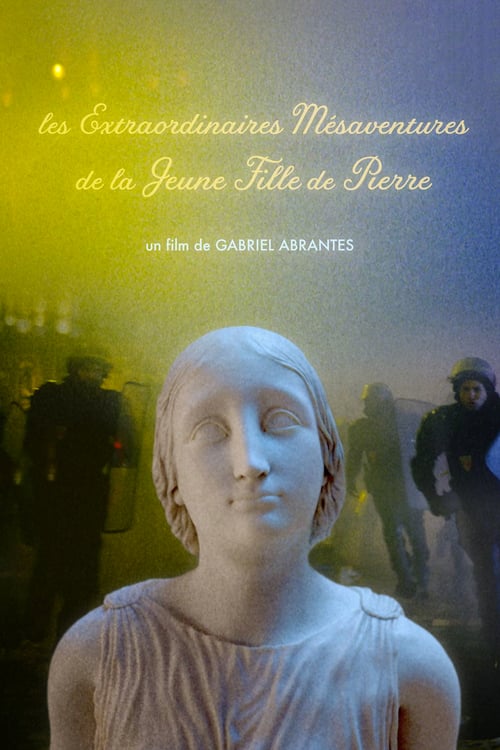 les Extraordinaires Mésaventures
de la Jeune Fille de Pierre
un film de GABRIEL ABRANTES